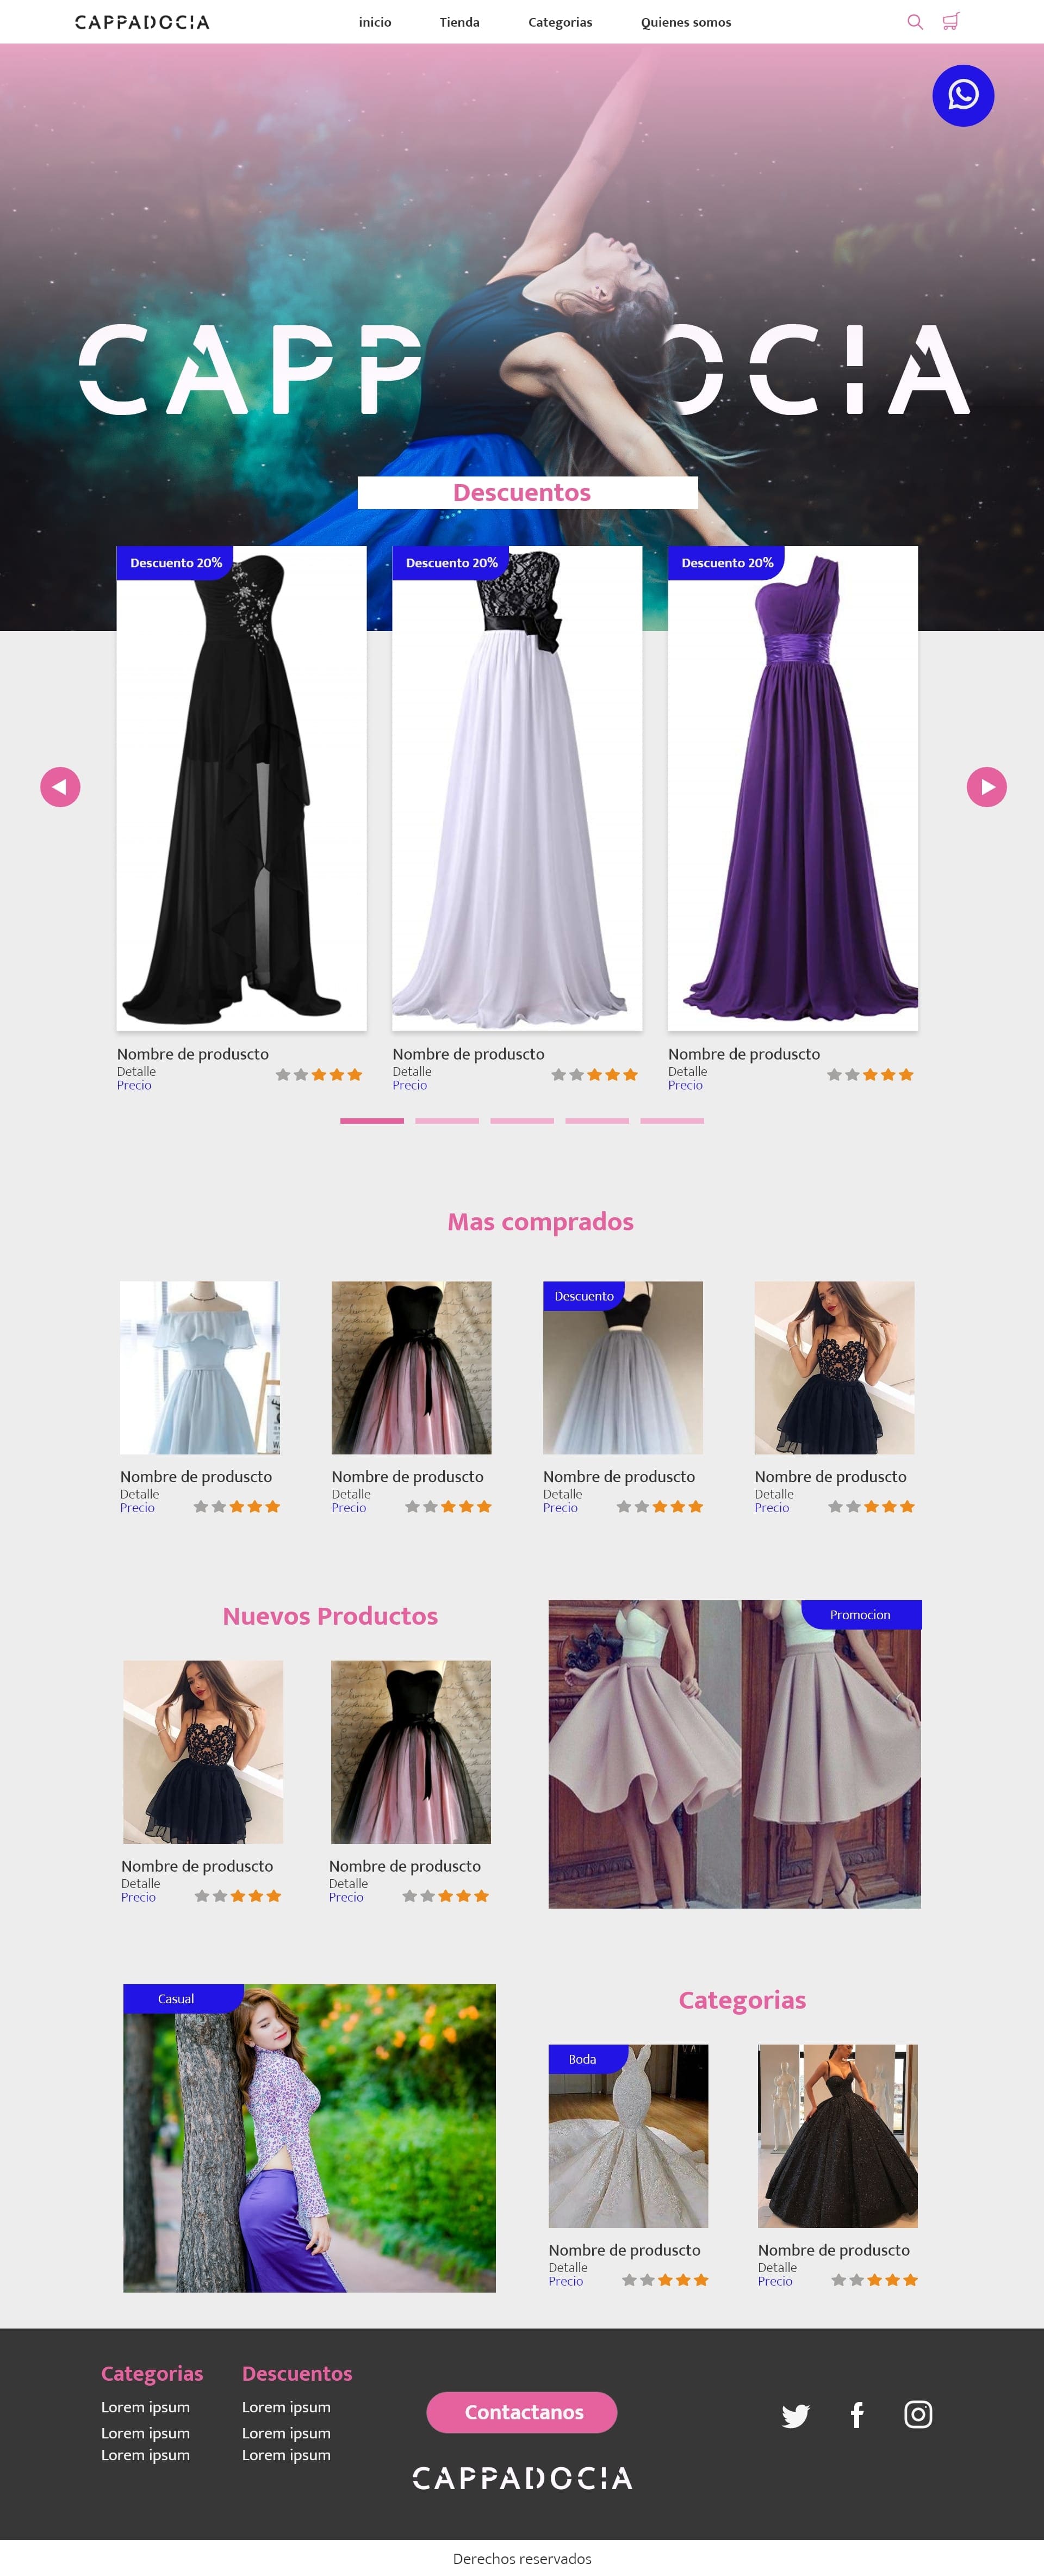 CAPPADOCIA
inicio
Tienda
Categorias
Quienes somos
CAPP
OCIA
Descuentos
Descuento 20%
Descuento 20%
Descuento 20%
Nombre de produscto
Detalle
Precio
Nombre de produscto
Detalle
Precio
Nombre de produscto
Detalle
Precio
Mas comprados
Descuento
Nombre de produscto
Detalle
Precio
Nombre de produscto
Detalle
Precio
Nombre de produscto
Detalle
Precio
Nombre de produscto
Detalle
Precio
Nuevos Productos
Promocion
Nombre de produscto
Detalle
Precio
Nombre de produscto
Detalle
Precio
Casual
Categorias
Boda
Nombre de produscto
Detalle
Precio
Nombre de produscto
Detalle
Precio
Categorias
Lorem ipsum
Lorem ipsum
Lorem ipsum
Descuentos
Lorem ipsum
Lorem ipsum
Lorem ipsum
Contactanos
CAPPADOCIA
Derechos reservados